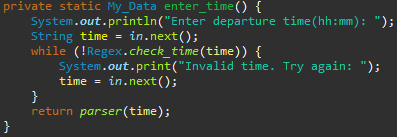 private static My_Data enter_time() {
    System.out.println("Enter departure time(hh:mm): ");
    String time = in.next();
    while (!Regex.check_time(time)) {
        System.out.print("Invalid time. Try again: ");
        time = in.next();
    }
    return parser(time);
}